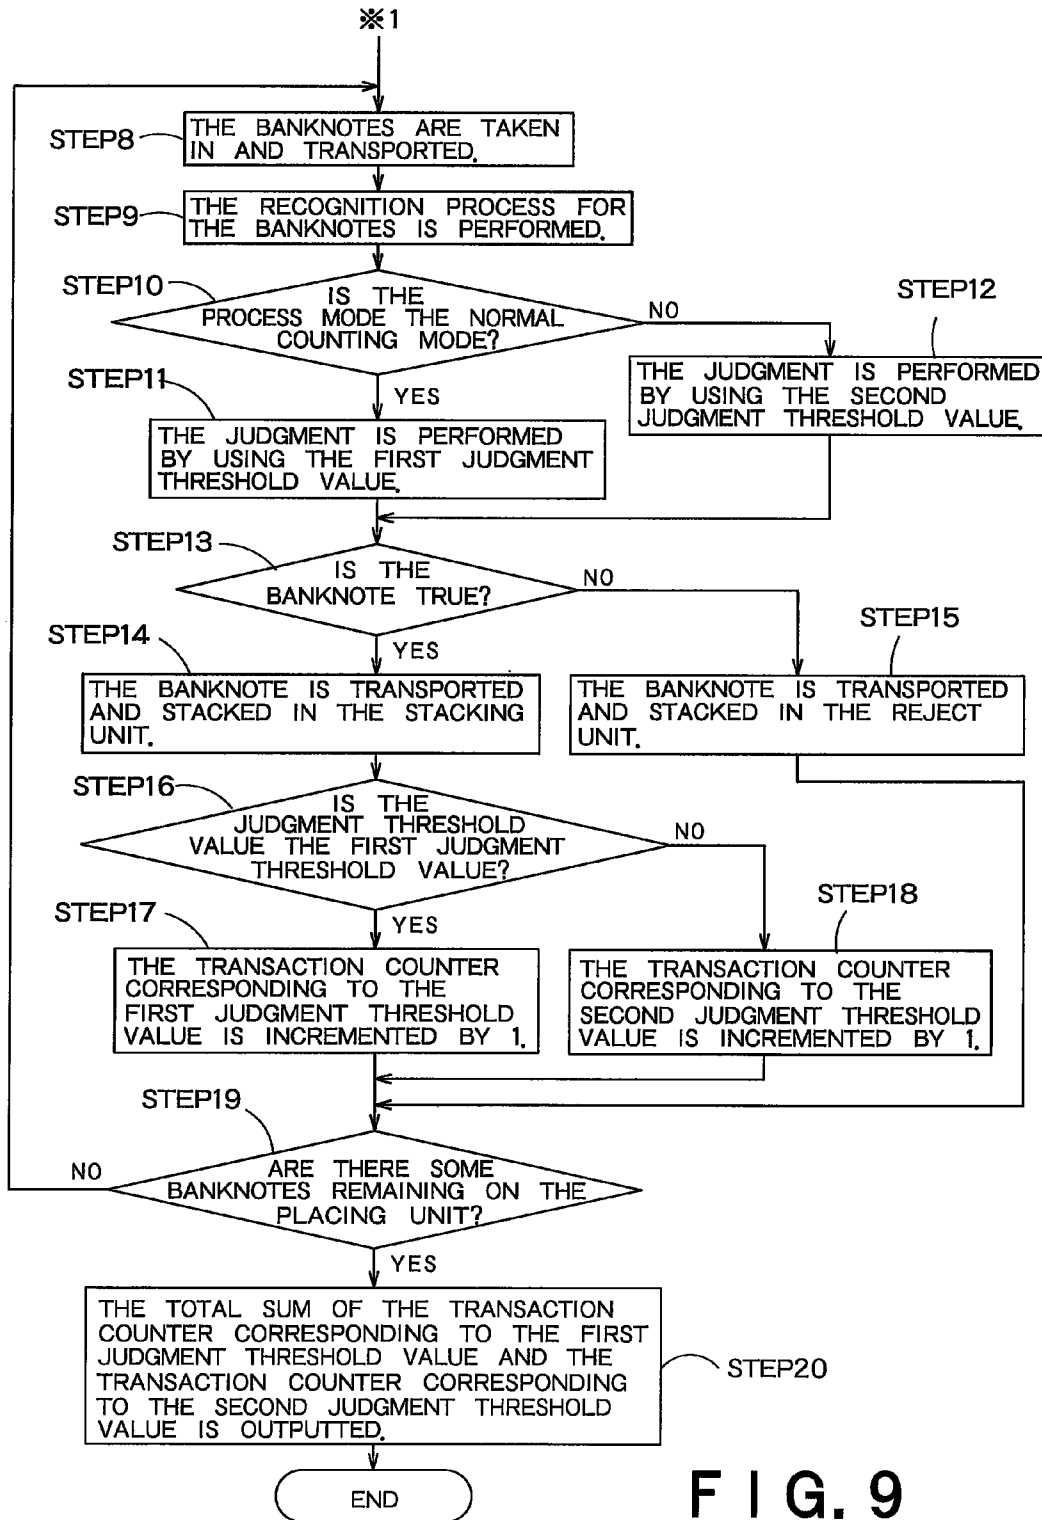 ※1
STEP8
THE BANKNOTES ARE TAKEN
IN AND TRANSPORTED.
STEP9
THE RECOGNITION PROCESS FOR
THE BANKNOTES IS PERFORMED.
STEP10
IS THE
PROCESS MODE THE NORMAL
COUNTING MODE?
NO
STEP12
THE JUDGMENT IS PERFORMED
BY USING THE SECOND
JUDGMENT THRESHOLD VALUE.
STEP11
YES
THE JUDGMENT IS PERFORMED
BY USING THE FIRST JUDGMENT
THRESHOLD VALUE.
STEP13
IS THE
BANKNOTE TRUE?
NO
STEP14
YES
STEP15
THE BANKNOTE IS TRANSPORTED
AND STACKED IN THE STACKING
UNIT.
THE BANKNOTE IS TRANSPORTED
AND STACKED IN THE REJECT
UNIT.
STEP16
IS THE
JUDGMENT THRESHOLD
VALUE THE FIRST JUDGMENT
THRESHOLD VALUE?
NO
STEP17
YES
STEP18
THE TRANSACTION COUNTER
CORRESPONDING TO THE
FIRST JUDGMENT THRESHOLD
VALUE IS INCREMENTED BY 1.
THE TRANSACTION COUNTER
CORRESPONDING TO THE
SECOND JUDGMENT THRESHOLD
VALUE IS INCREMENTED BY 1.
STEP19
NO
ARE THERE SOME
BANKNOTES REMAINING ON THE
PLACING UNIT?
YES
THE TOTAL SUM OF THE TRANSACTION
COUNTER CORRESPONDING TO THE FIRST
JUDGMENT THRESHOLD VALUE AND THE
TRANSACTION COUNTER CORRESPONDING
TO THE SECOND JUDGMENT THRESHOLD
VALUE IS OUTPUTTED.
STEP20
END
FIG. 9